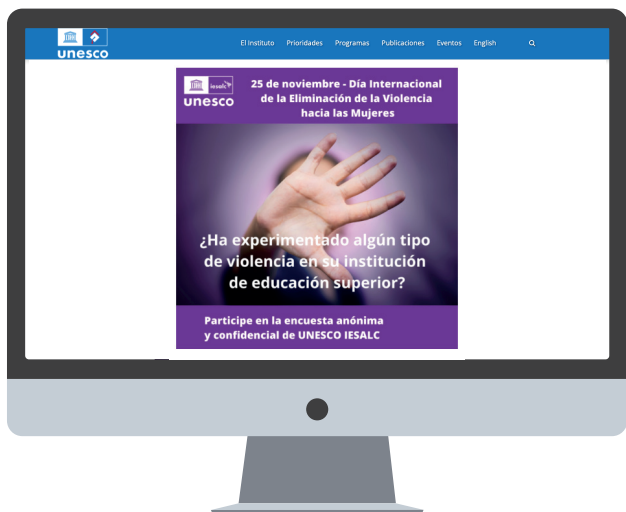 unesco
El Instituto Prioridades Programas Publicaciones Eventos English
iesalc
unesco
25 de noviembre - Día Internacional
de la Eliminación de la Violencia
hacia las Mujeres
¿Ha experimentado algún tipo
de violencia en su institución
de educación superior?
Participe en la encuesta anónima
y confidencial de UNESCO IESALC